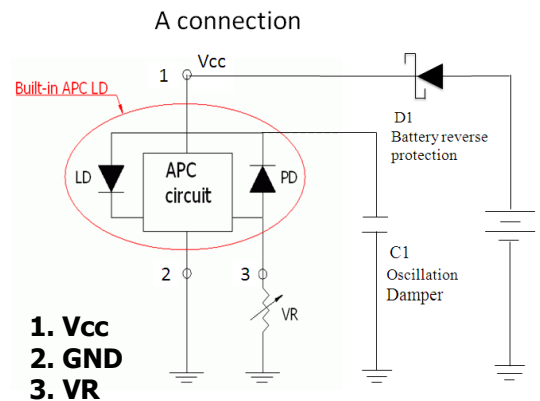 A connection
1
Vcc
Built-in APC LD
D1
Battery reverse
protection
LD
APC
circuit
PD
C1
Oscillation
Damper
2
3
VR
1. Vcc
2. GND
3. VR